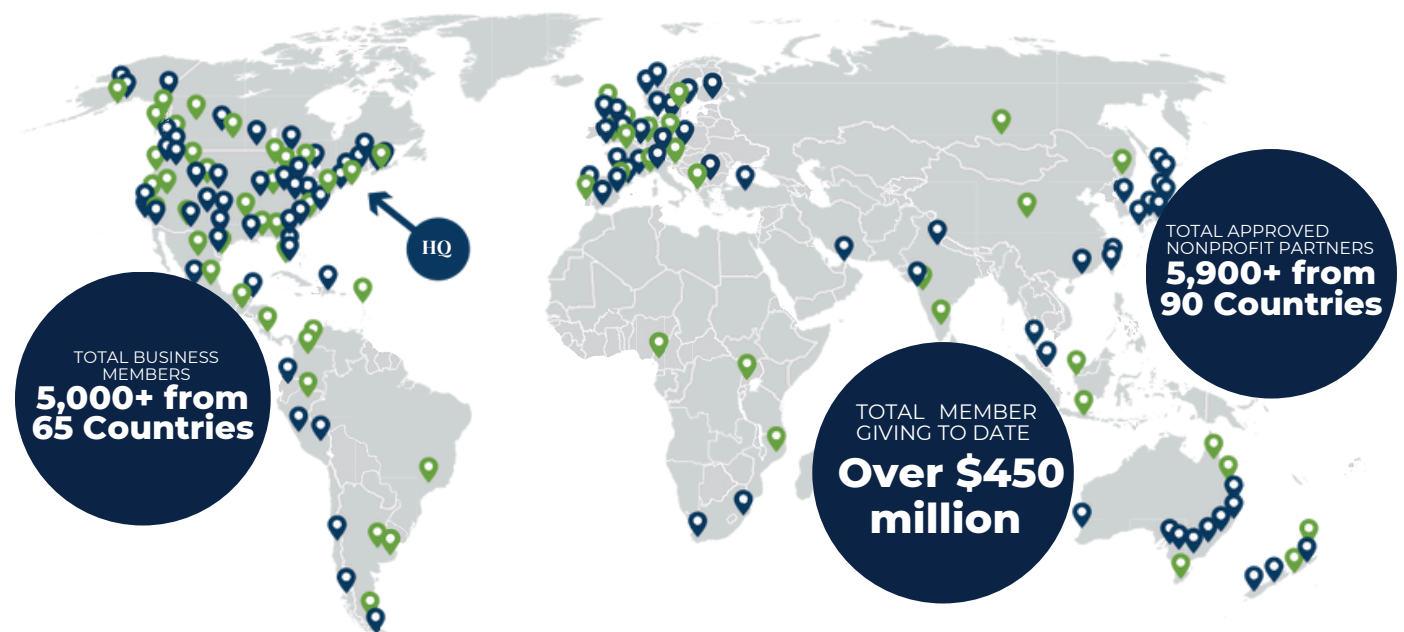 HQ
TOTAL BUSINESS
MEMBERS
5,000+ from
65 Countries
TOTAL MEMBER
GIVING TO DATE
Over $450
million
TOTAL APPROVED
NONPROFIT PARTNERS
5,900+ from
90 Countries